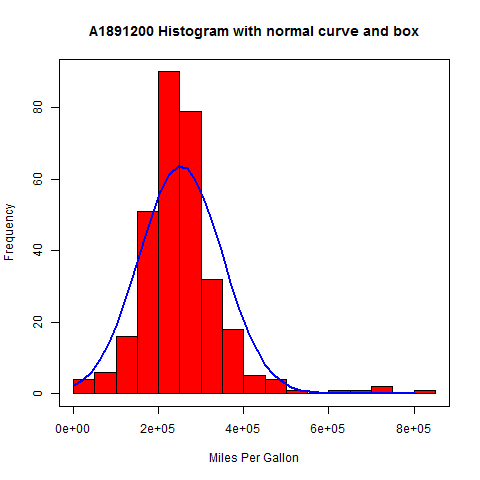 A1891200 Histogram with normal curve and box
Frequency
80
60
40
20
0
0e+00 2e+05 4e+05 6e+05 8e+05
Miles Per Gallon